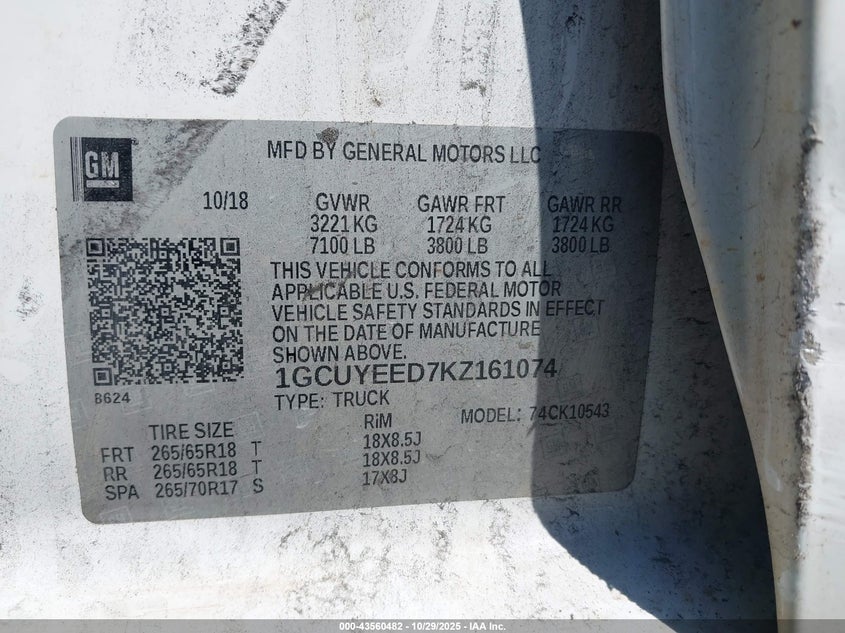 GM
MFD BY GENERAL MOTORS LLC
10/18 GVWR GAWR FRT GAWR RR
3221 KG 1724 KG 1724 KG
7100 LB 3800 LB 3800 LB
THIS VEHICLE CONFORMS TO ALL
APPLICABLE U.S. FEDERAL MOTOR
VEHICLE SAFETY STANDARDS IN EFFECT
ON THE DATE OF MANUFACTURE
SHOWN ABOVE.
1GCUYEED7KZ161074
B624
TYPE: TRUCK MODEL: 74CK10543
TIRE SIZE RiM
FRT 265/65R18 T 18X8.5J
RR 265/65R18 T 18X8.5J
SPA 265/70R17 S 17X8J
000-43560482 - 10/29/2025 - IAA Inc.